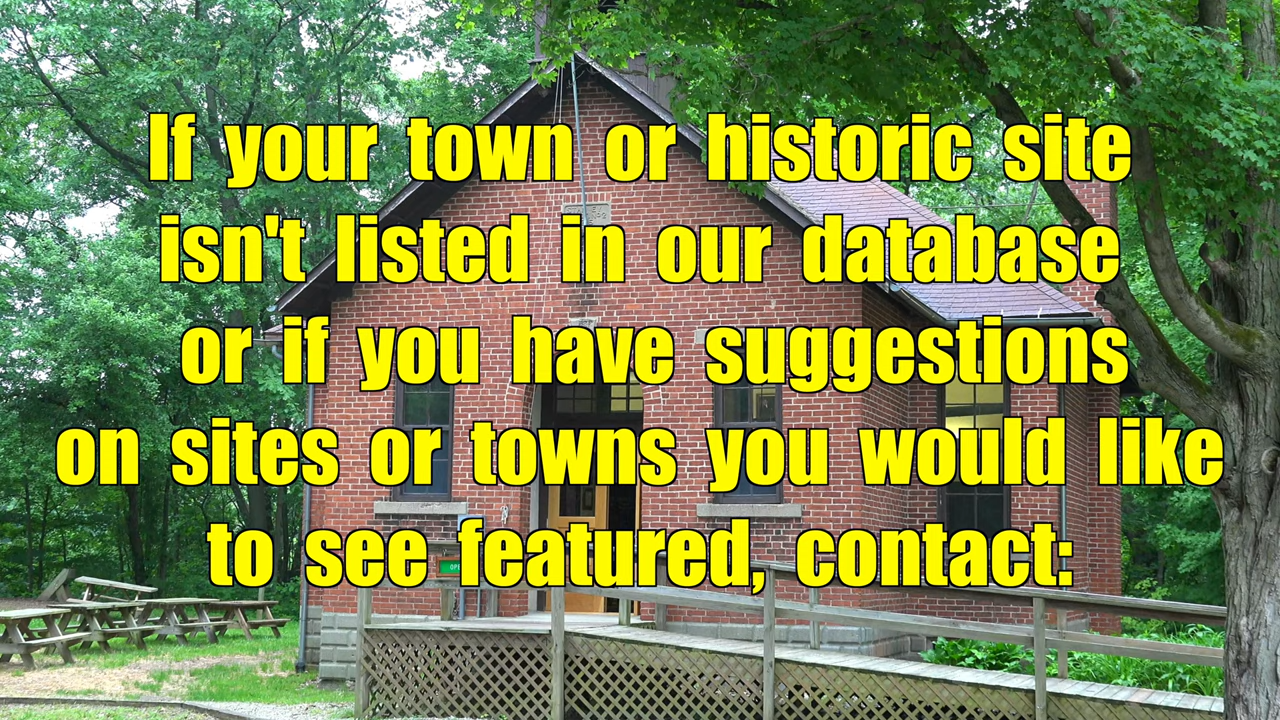 If your town or historic site
isn't listed in our database
or if you have suggestions
on sites or towns you would like
to see featured, contact: